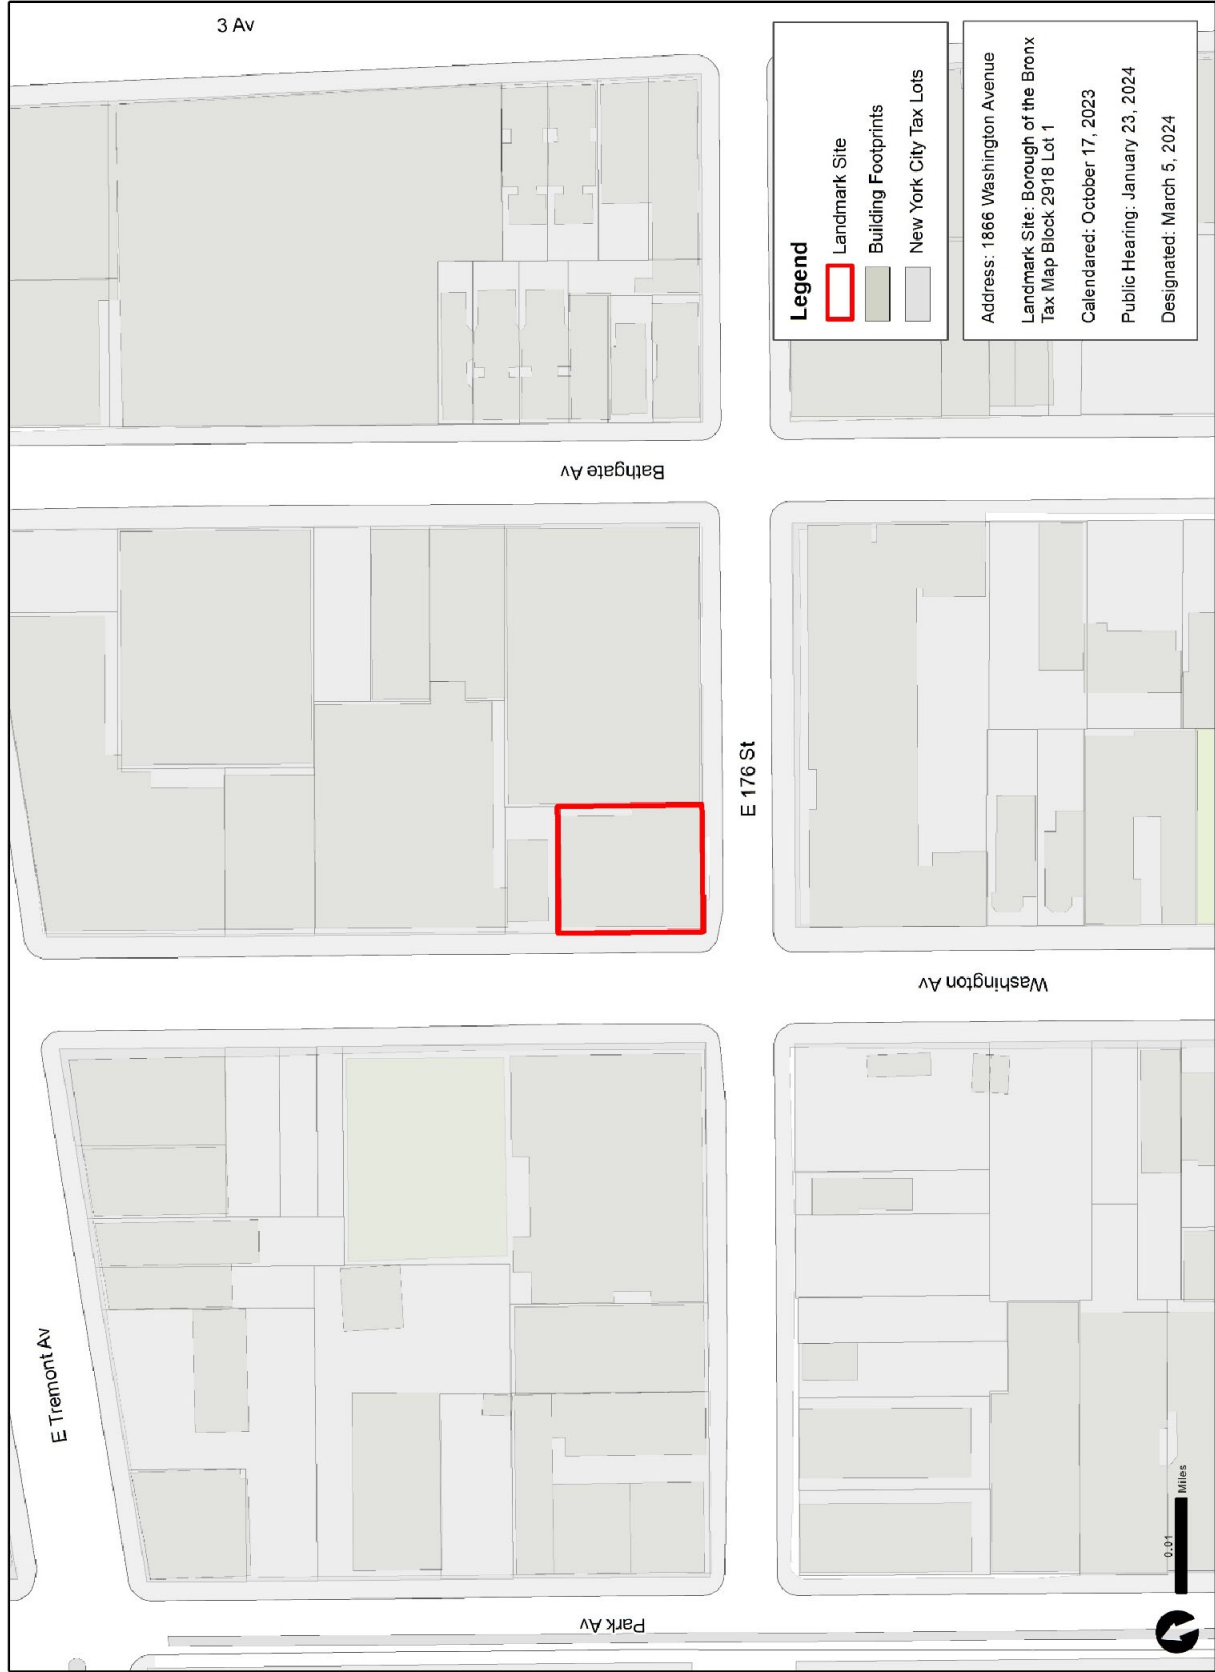 3 Av
Bathgate Av
E 176 St
Washington Av
E Tremont Av
Park Av
Legend
Landmark Site
Building Footprints
New York City Tax Lots
Address: 1866 Washington Avenue
Landmark Site: Borough of the Bronx
Tax Map Block 2918 Lot 1
Calendared: October 17, 2023
Public Hearing: January 23, 2024
Designated: March 5, 2024
0.01
Miles